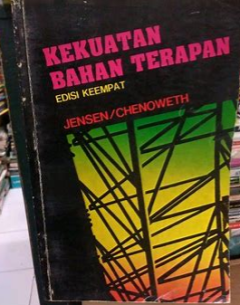 KEKUATAN
BAHAN TERAPAN
EDISI KEEMPAT
JENSEN/CHENOWETH